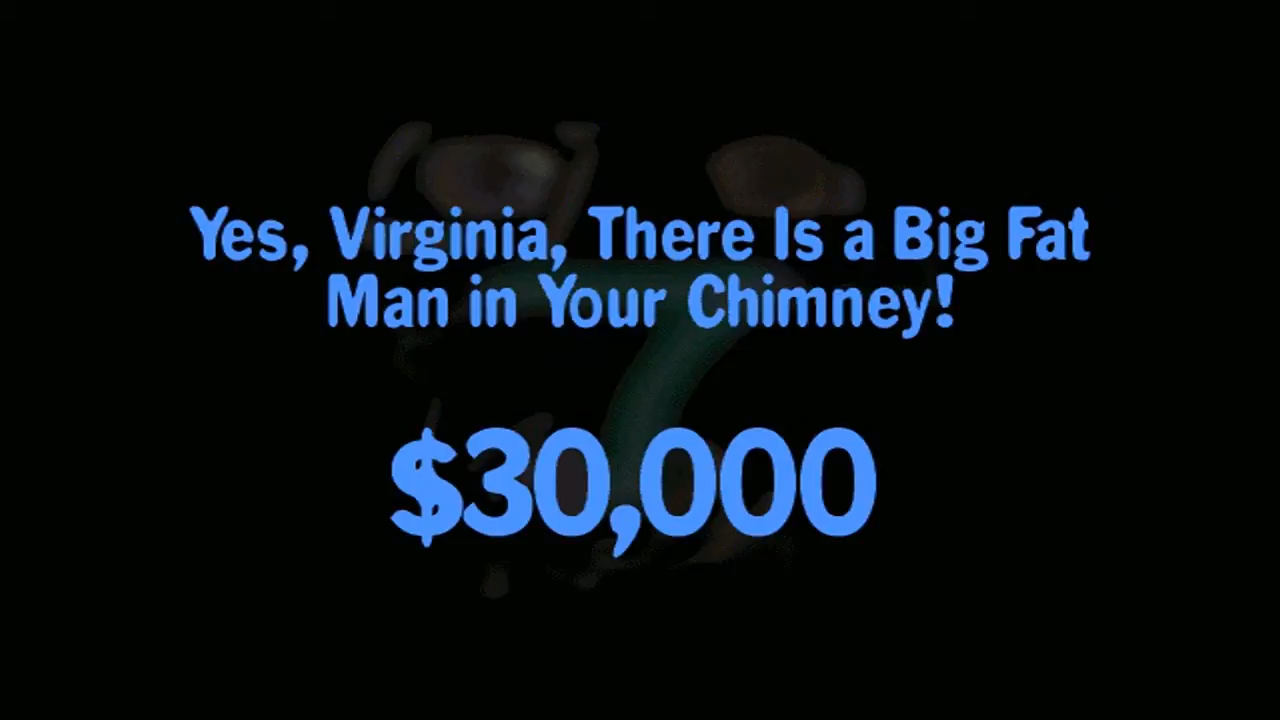 Yes, Virginia, There Is a Big Fat
Man in Your Chimney!
$30,000